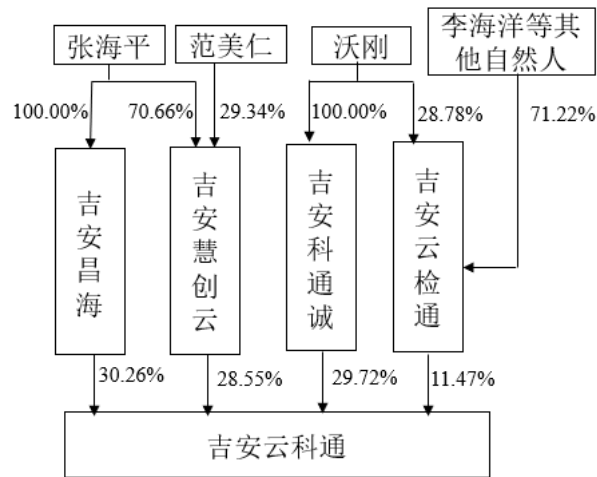 张海平
范美仁
沃刚
李海洋等其
他自然人
100.00%
70.66%
29.34%
100.00%
28.78%
71.22%
吉安昌海
吉安慧创云
吉安科通诚
吉安云检通
30.26%
28.55%
29.72%
11.47%
吉安云科通